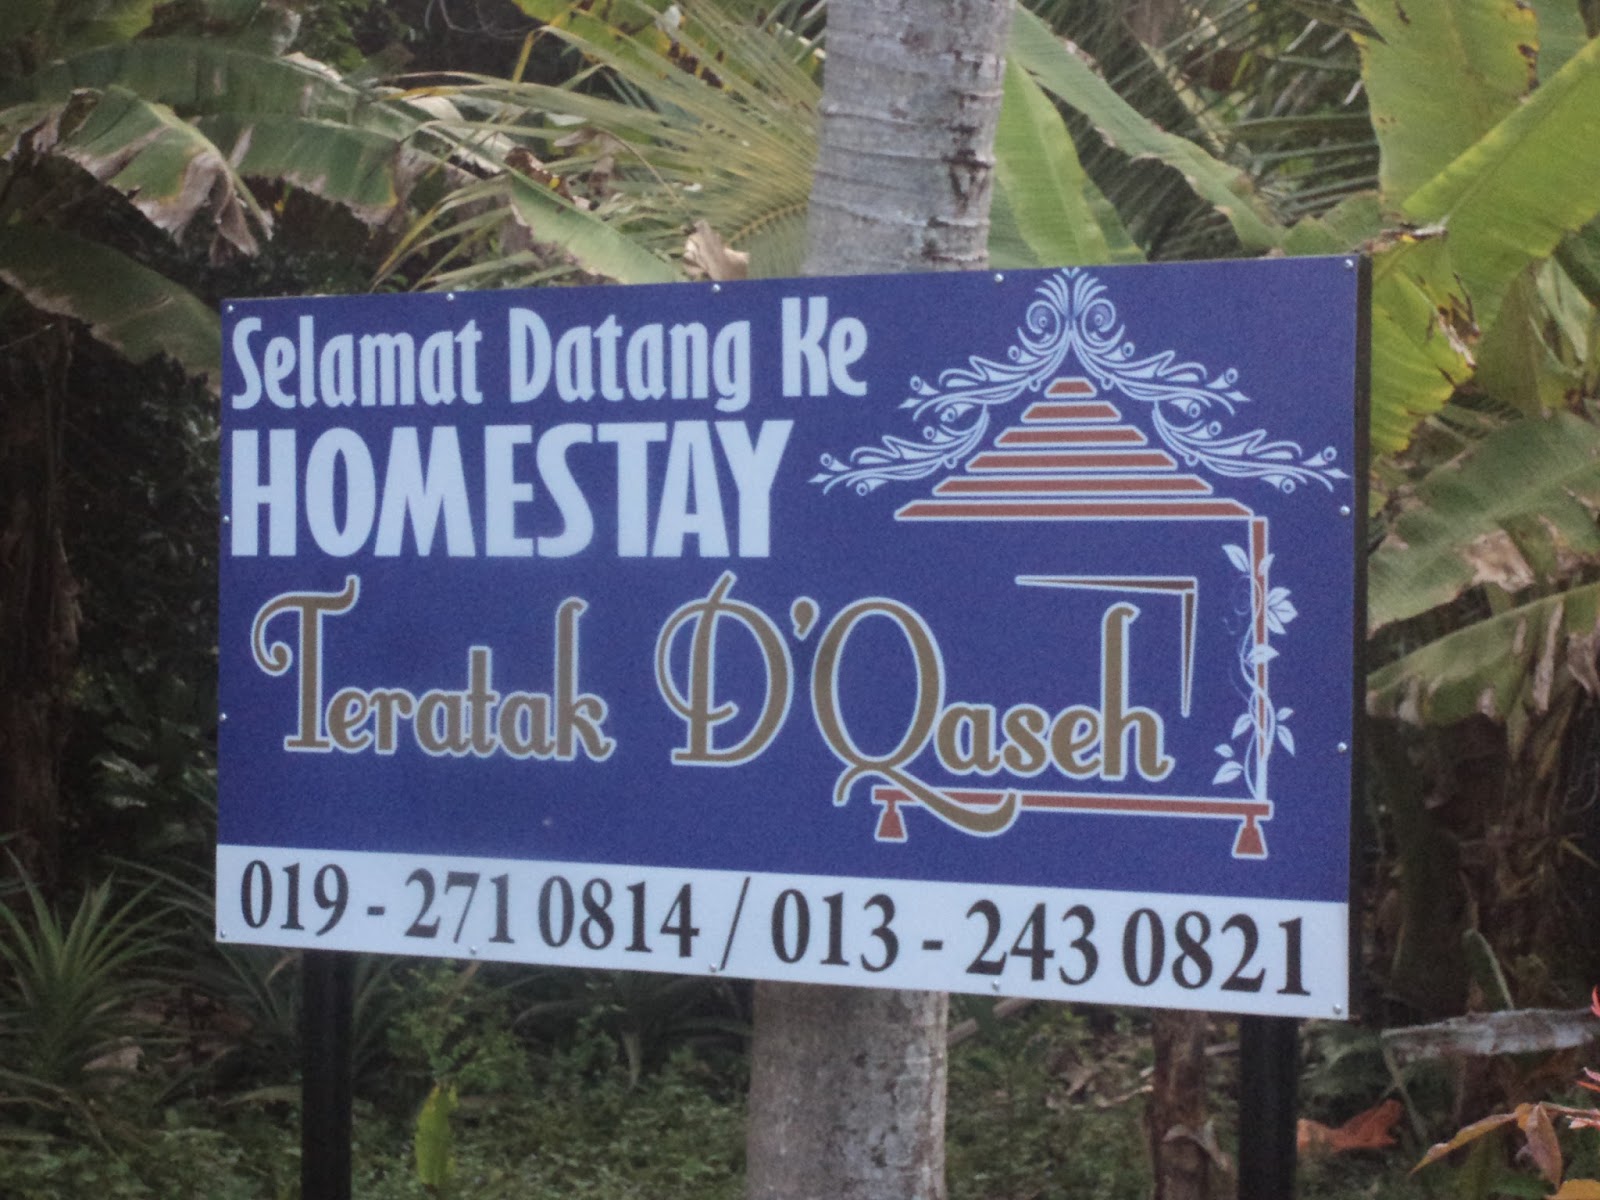 Selamat Datang Ke
HOMESTAY
Teratak D'Qaseh
019 - 271 0814 / 013 - 243 0821